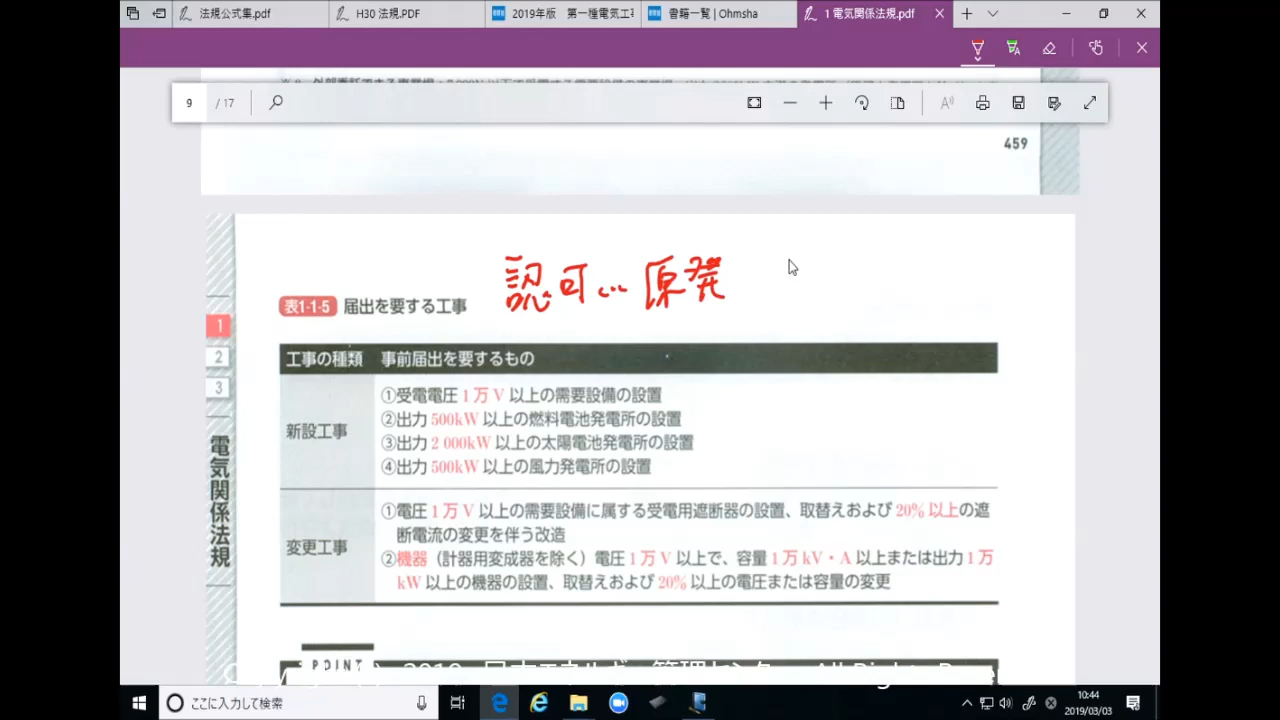 法規公式集.pdf
H30 法規.PDF
2019年版 第一種電気工事
書籍一覧 | Ohmsha
1 電気関係法規.pdf
9 / 17
459
認可… 原発
表1-1-5 届出を要する工事
工事の種類 事前届出を要するもの
新設工事
①受電電圧 1万V 以上の需要設備の設置
②出力 500kW 以上の燃料電池発電所の設置
③出力 2 000kW 以上の太陽電池発電所の設置
④出力 500kW 以上の風力発電所の設置
変更工事
①電圧 1万V 以上の需要設備に属する受電用遮断器の設置、取替えおよび 20% 以上の遮
断電流の変更を伴う改造
②機器（計器用変成器を除く）電圧 1万V 以上で、容量 1万 kV・A 以上または出力 1万
kW 以上の機器の設置、取替えおよび 20% 以上の電圧または容量の変更
1
2
3
電気関係法規
POINT
ここに入力して検索
10:44
2019/03/03